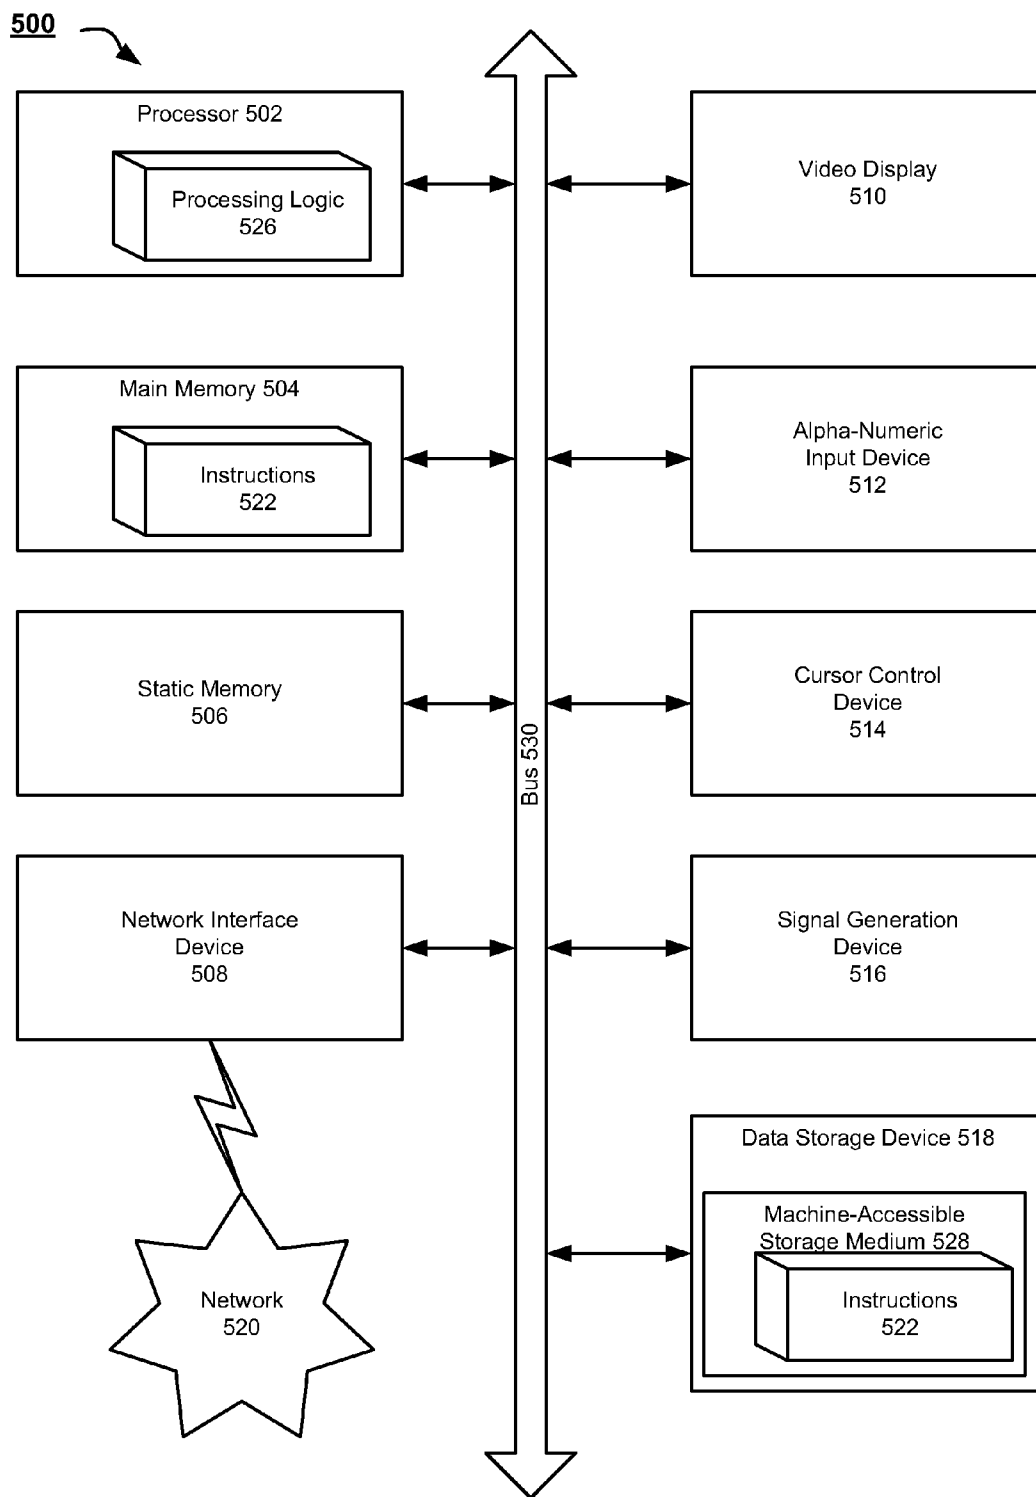 500
Processor 502
Processing Logic
526
Video Display
510
Main Memory 504
Instructions
522
Alpha-Numeric
Input Device
512
Static Memory
506
Cursor Control
Device
514
Bus 530
Network Interface
Device
508
Signal Generation
Device
516
Data Storage Device 518
Machine-Accessible
Storage Medium 528
Instructions
522
Network
520